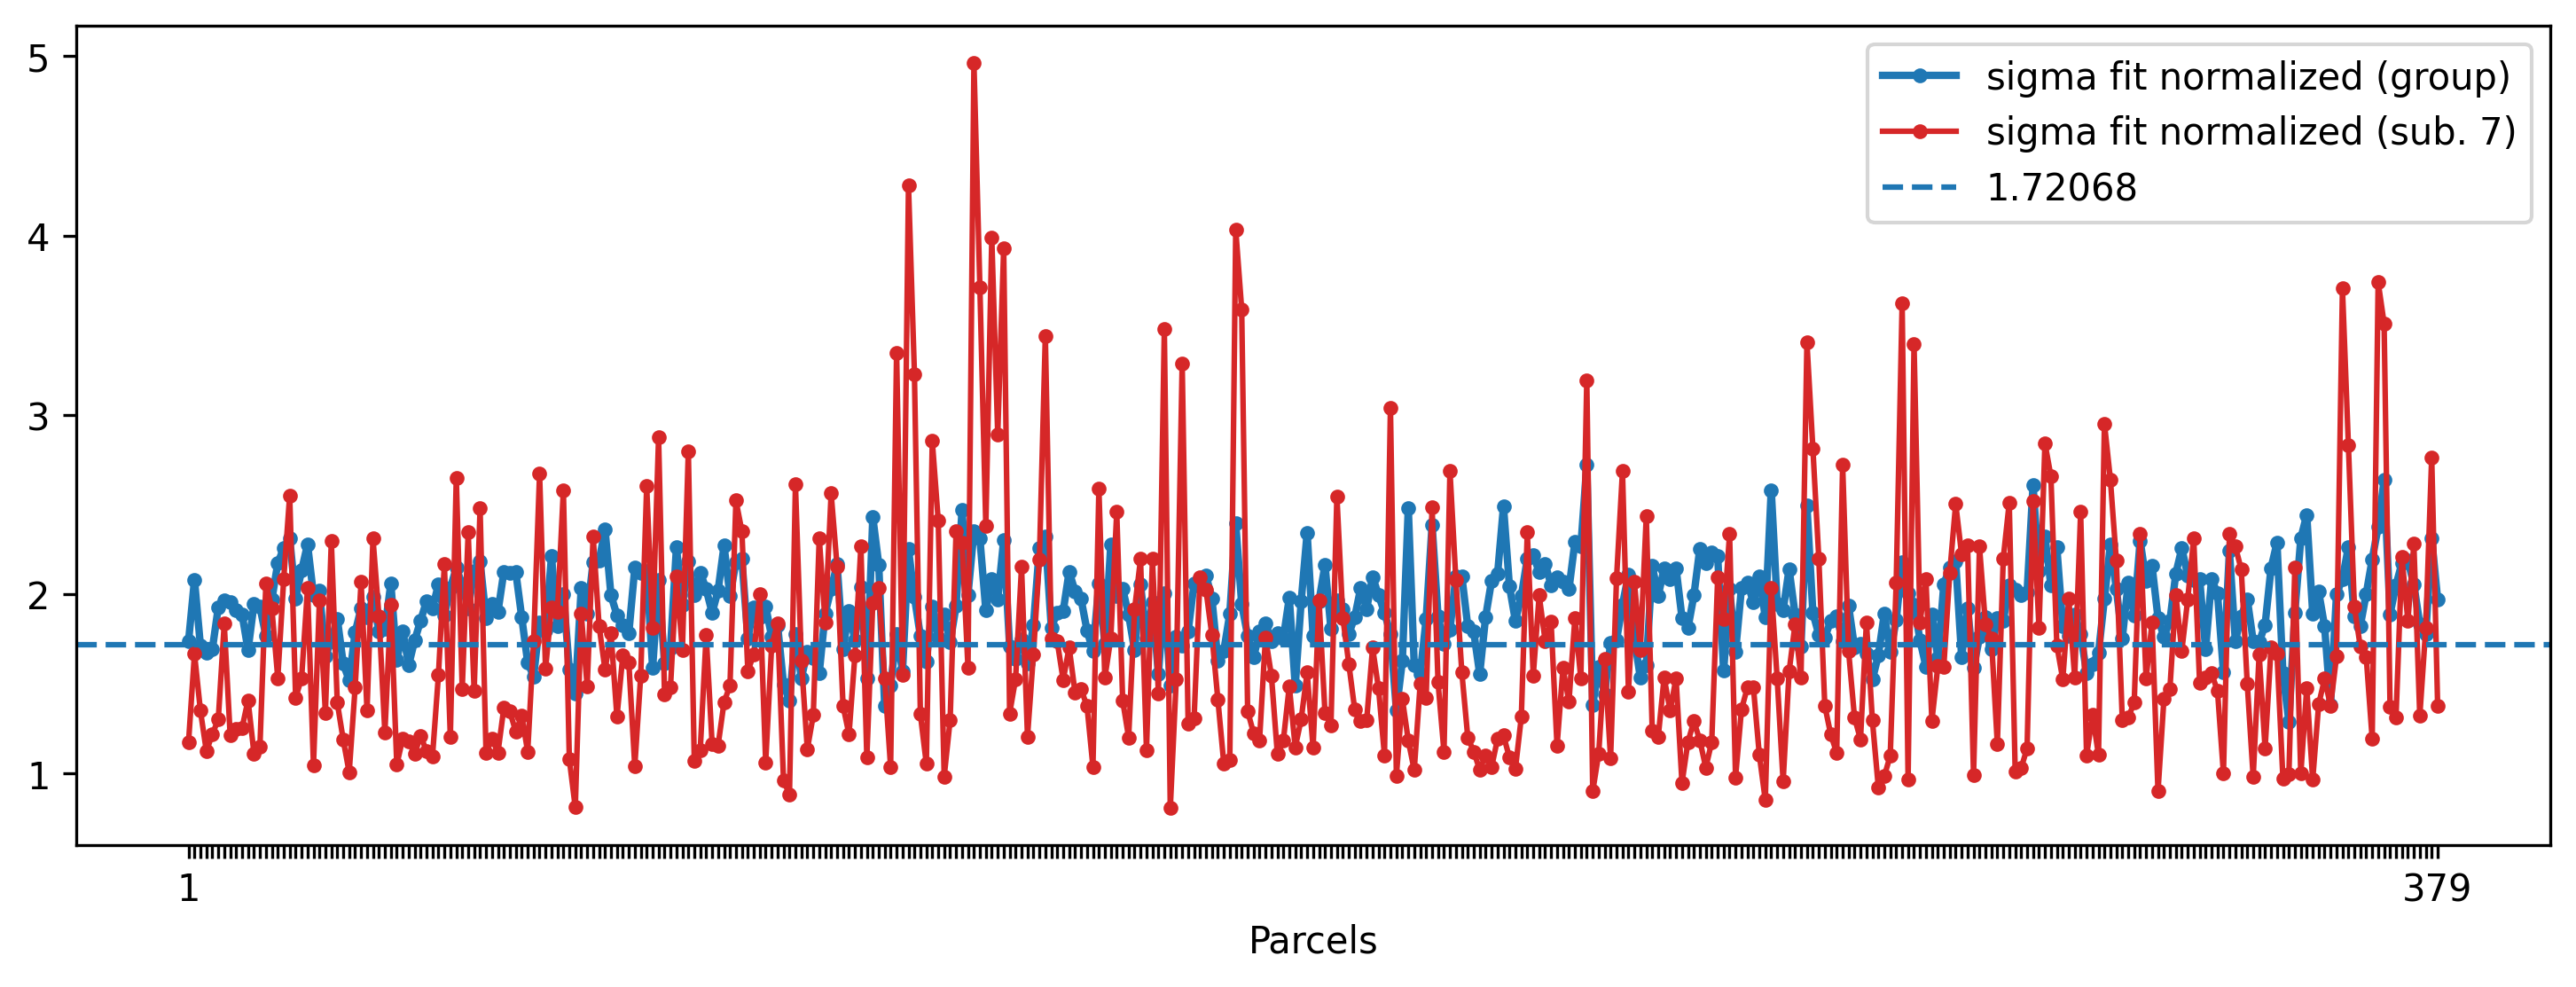 5
4
3
2
1
sigma fit normalized (group)
sigma fit normalized (sub. 7)
1.72068
1
379
Parcels